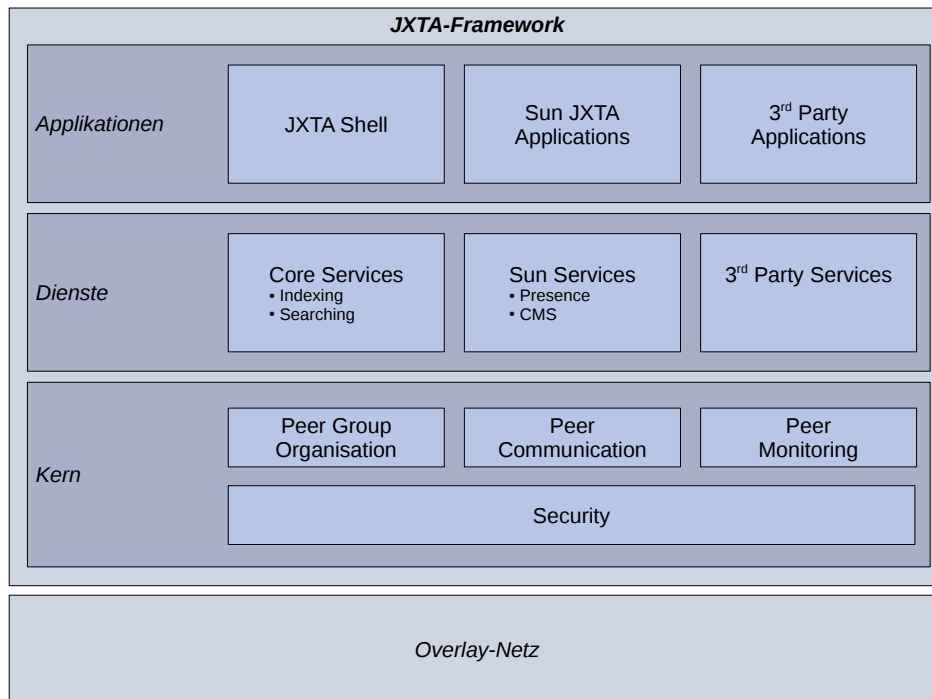 JXTA-Framework
Applikationen
JXTA Shell
Sun JXTA
Applications
3rd Party
Applications
Dienste
Core Services
• Indexing
• Searching
Sun Services
• Presence
• CMS
3rd Party Services
Kern
Peer Group
Organisation
Peer
Communication
Peer
Monitoring
Security
Overlay-Netz